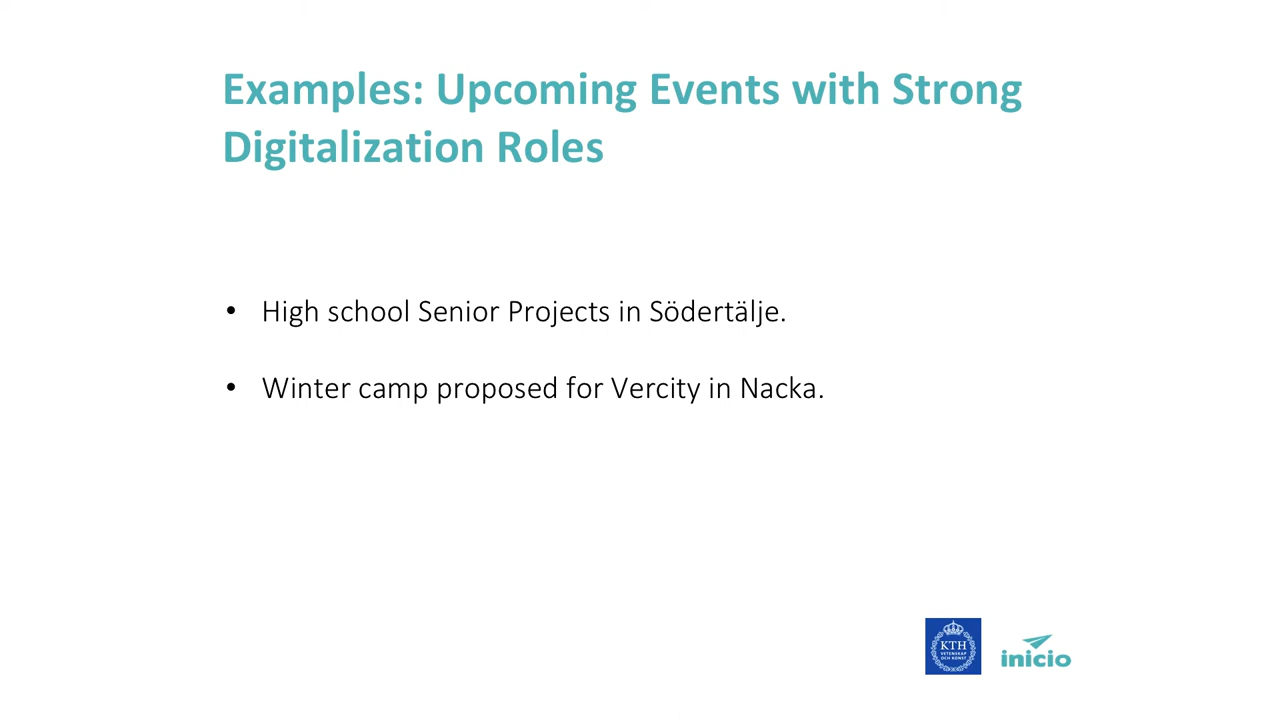 Examples: Upcoming Events with Strong
Digitalization Roles
• High school Senior Projects in Södertälje.
• Winter camp proposed for Vercity in Nacka.
KTH
VETENSKAP
OCH KONST
inicio